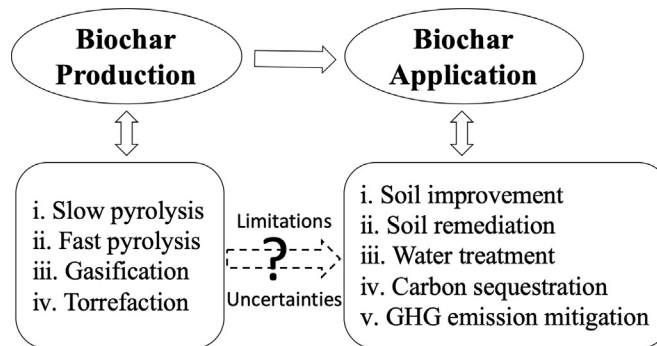 Biochar
Production
Biochar
Application
i. Slow pyrolysis
ii. Fast pyrolysis
iii. Gasification
iv. Torrefaction
Limitations
?
Uncertainties
i. Soil improvement
ii. Soil remediation
iii. Water treatment
iv. Carbon sequestration
v. GHG emission mitigation